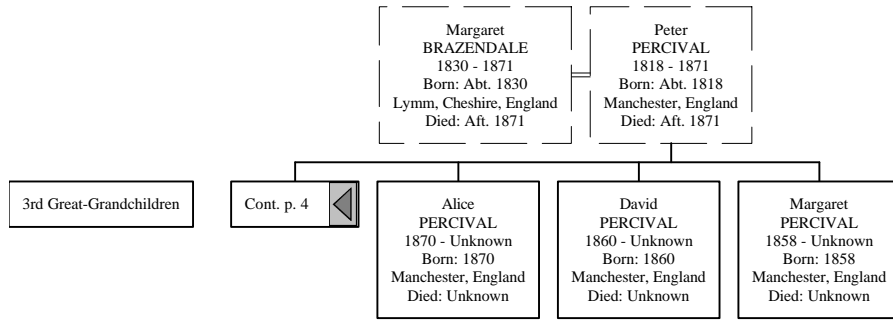 Margaret
BRAZENDALE
1830 - 1871
Born: Abt. 1830
Lymm, Cheshire, England
Died: Aft. 1871
Peter
PERCIVAL
1818 - 1871
Born: Abt. 1818
Manchester, England
Died: Aft. 1871
3rd Great-Grandchildren
Cont. p. 4
Alice
PERCIVAL
1870 - Unknown
Born: 1870
Manchester, England
Died: Unknown
David
PERCIVAL
1860 - Unknown
Born: 1860
Manchester, England
Died: Unknown
Margaret
PERCIVAL
1858 - Unknown
Born: 1858
Manchester, England
Died: Unknown